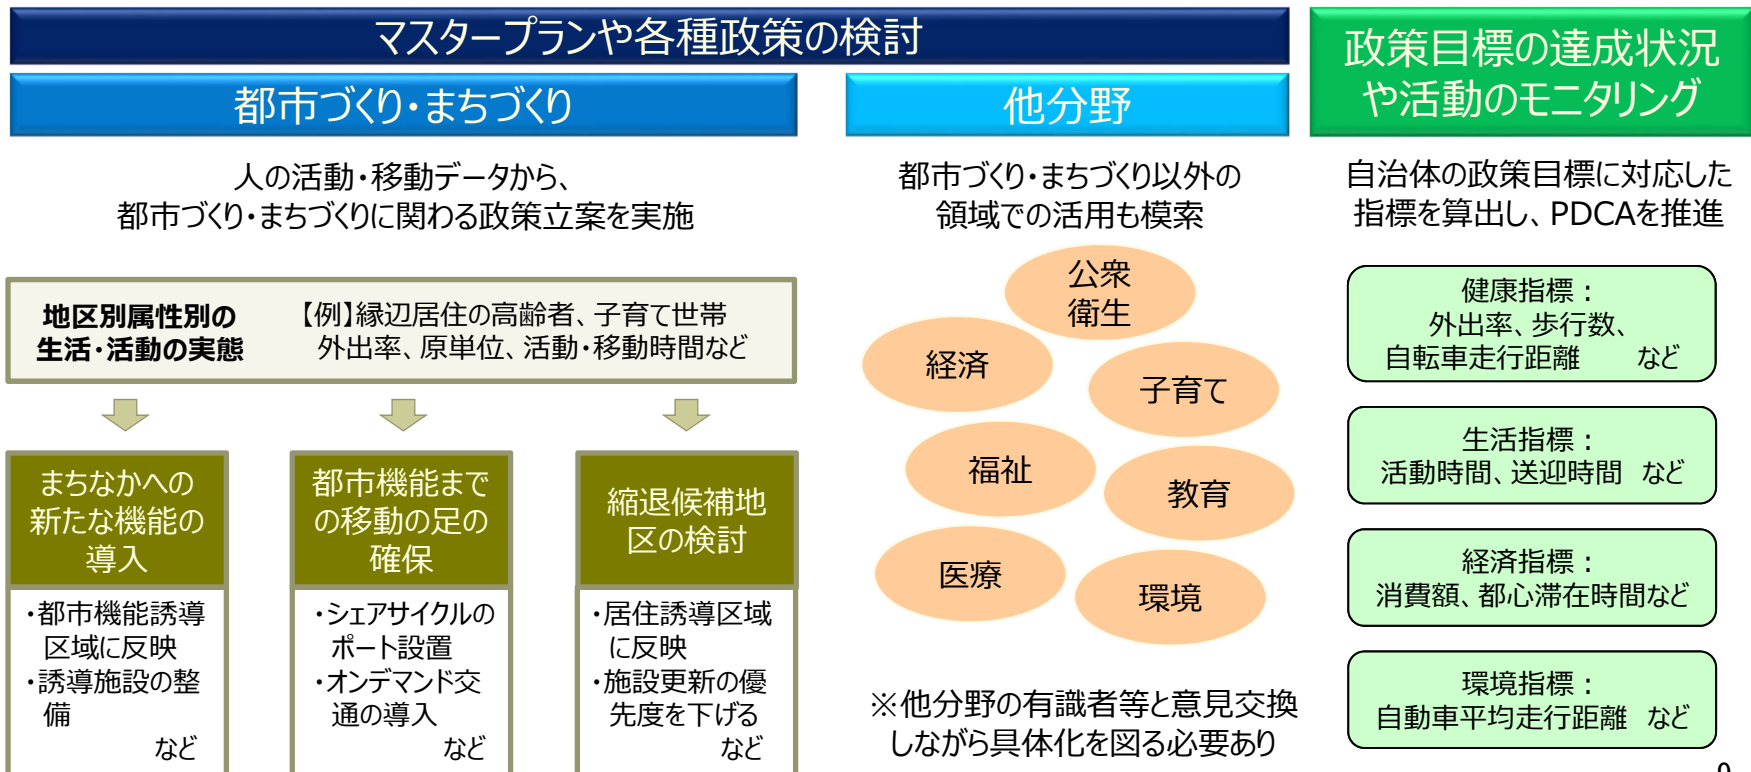 マスタープランや各種政策の検討
都市づくり・まちづくり
人の活動・移動データから、
都市づくり・まちづくりに関わる政策立案を実施
地区別属性別の
生活・活動の実態
【例】縁辺居住の高齢者、子育て世帯
外出率、原単位、活動・移動時間など
まちなかへの
新たな機能の
導入
・都市機能誘導
区域に反映
・誘導施設の整
備
など
都市機能まで
の移動の足の
確保
・シェアサイクルの
ポート設置
・オンデマンド交
通の導入
など
縮退候補地
区の検討
・居住誘導区域
に反映
・施設更新の優
先度を下げる
など
他分野
都市づくり・まちづくり以外の
領域での活用も模索
公衆
衛生
経済
子育て
福祉
教育
医療
環境
※他分野の有識者等と意見交換
しながら具体化を図る必要あり
政策目標の達成状況
や活動のモニタリング
自治体の政策目標に対応した
指標を算出し、PDCAを推進
健康指標：
外出率、歩行数、
自転車走行距離　　など
生活指標：
活動時間、送迎時間　など
経済指標：
消費額、都心滞在時間など
環境指標：
自動車平均走行距離　など